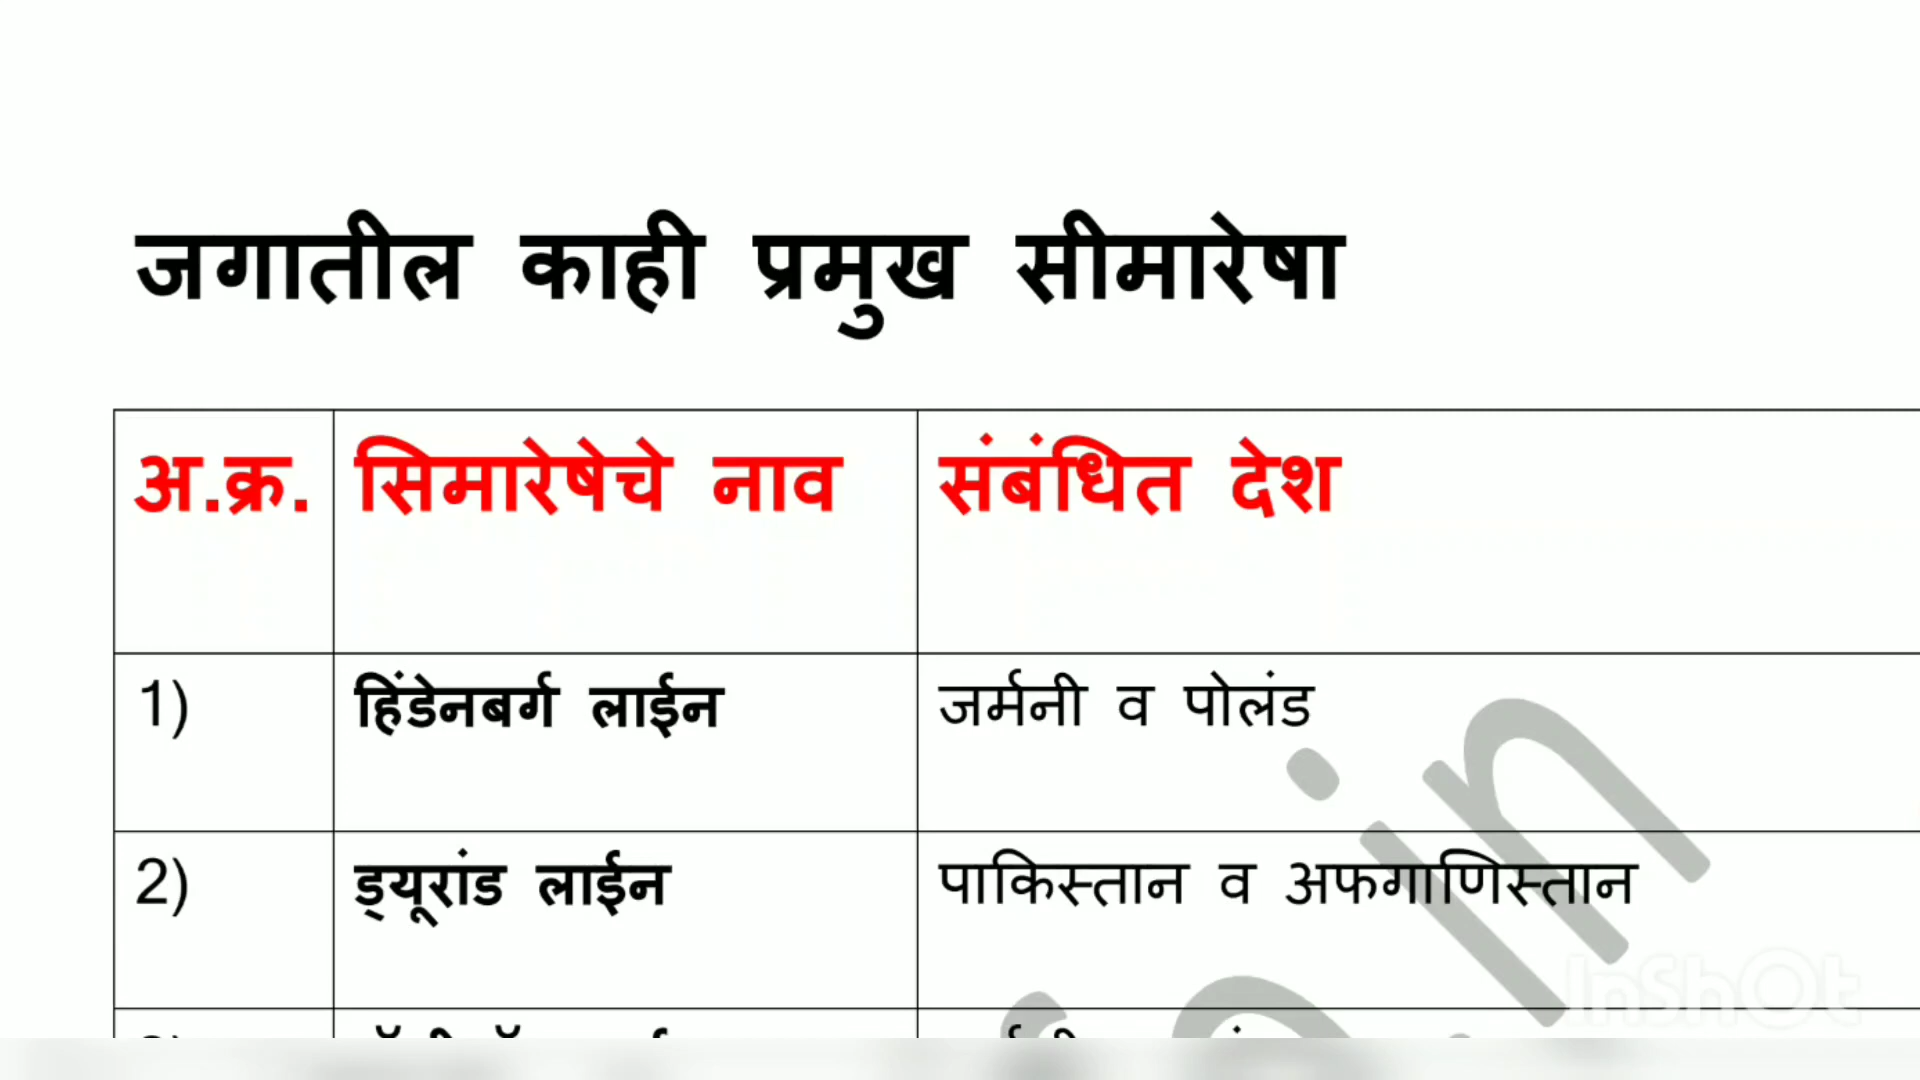 जगातील काही प्रमुख सीमारेषा
अ.क्र. सिमारेषेचे नाव संबंधित देश
1) हिंडेनबर्ग लाईन जर्मनी व पोलंड
2) ड्यूरांड लाईन पाकिस्तान व अफगाणिस्तान
InShOt